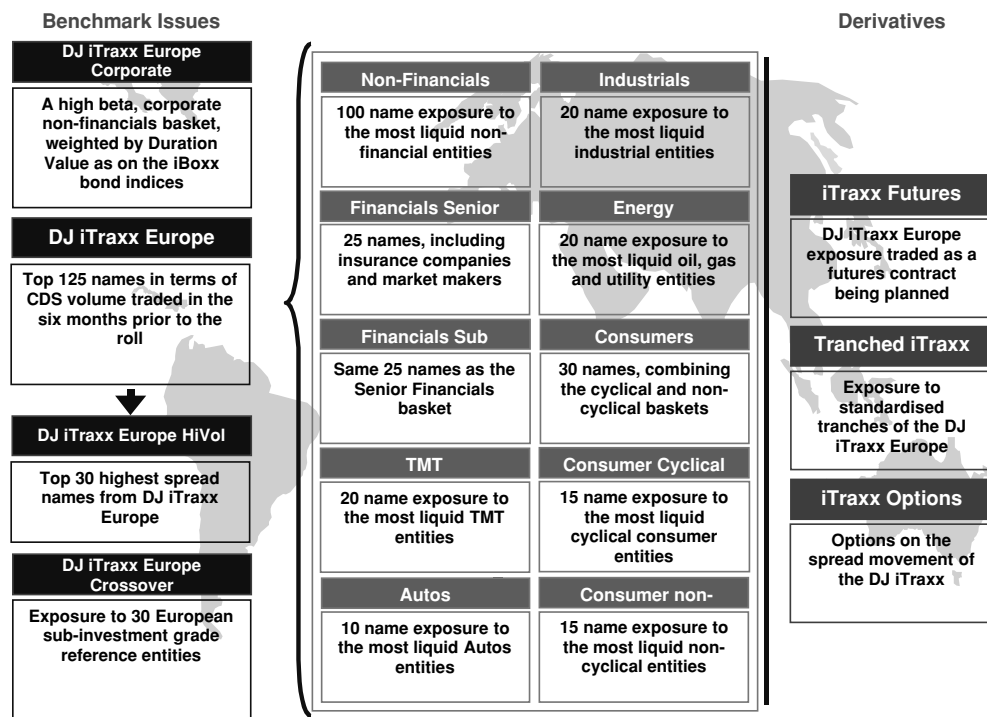 Benchmark Issues
DJ iTraxx Europe
Corporate
A high beta, corporate
non-financials basket,
weighted by Duration
Value as on the iBoxx
bond indices
DJ iTraxx Europe
Top 125 names in terms of
CDS volume traded in the
six months prior to the
roll
DJ iTraxx Europe HiVol
Top 30 highest spread
names from DJ iTraxx
Europe
DJ iTraxx Europe
Crossover
Exposure to 30 European
sub-investment grade
reference entities
Non-Financials
100 name exposure to
the most liquid non-
financial entities
Industrials
20 name exposure to
the most liquid
industrial entities
Financials Senior
25 names, including
insurance companies
and market makers
Energy
20 name exposure to
the most liquid oil, gas
and utility entities
Financials Sub
Same 25 names as the
Senior Financials
basket
Consumers
30 names, combining
the cyclical and non-
cyclical baskets
TMT
20 name exposure to
the most liquid TMT
entities
Consumer Cyclical
15 name exposure to
the most liquid
cyclical consumer
entities
Autos
10 name exposure to
the most liquid Autos
entities
Consumer non-
15 name exposure to
the most liquid non-
cyclical entities
Derivatives
iTraxx Futures
DJ iTraxx Europe
exposure traded as a
futures contract
being planned
Tranched iTraxx
Exposure to
standardised
tranches of the DJ
iTraxx Europe
iTraxx Options
Options on the
spread movement of
the DJ iTraxx